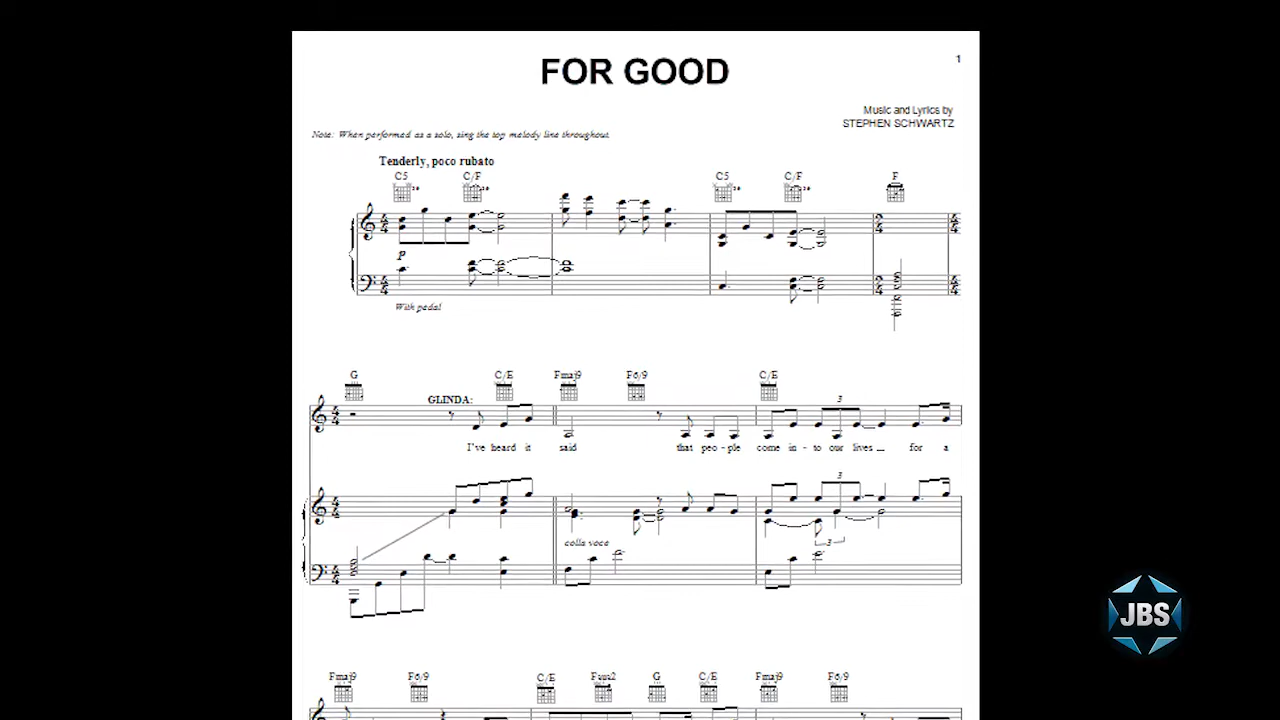 FOR GOOD
1
Music and Lyrics by
STEPHEN SCHWARTZ
Note: When performed as a solo, sing the top melody line throughout.
Tenderly, poco rubato
C5 C/F C5 C/F F
p
With pedal
G C/E Fmaj9 F6/9 C/E
GLINDA:
3
I've heard it said that peo - ple come in - to our lives for a
3
colla voce
3
JBS
Fmaj9 F6/9 C/E Fsus2 G C/E Fmaj9 F6/9